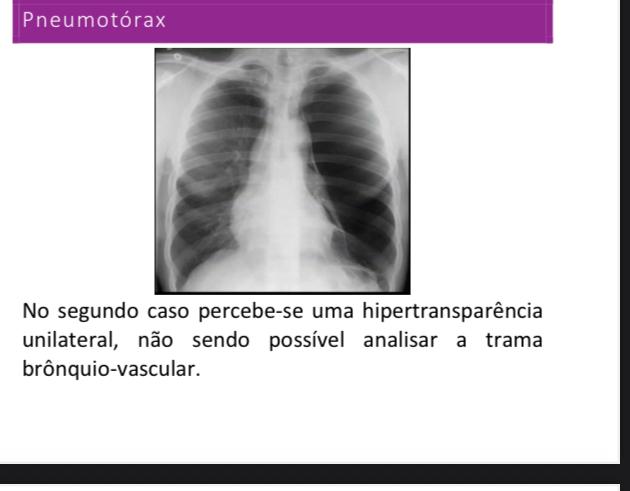 Pneumotórax
No segundo caso percebe-se uma hipertransparência
unilateral, não sendo possível analisar a trama
brônquio-vascular.